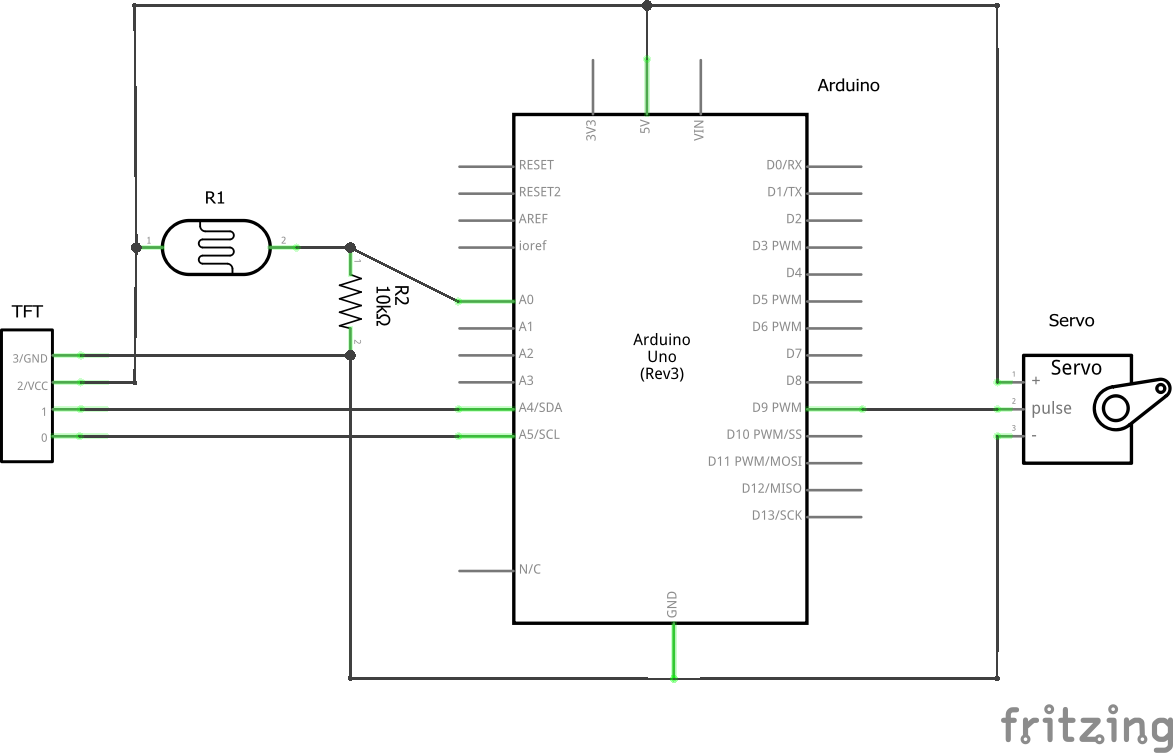 Arduino
3V3
5V
VIN
RESET
RESET2
AREF
ioref
A0
A1
A2
A3
A4/SDA
A5/SCL
N/C
Arduino
Uno
(Rev3)
D0/RX
D1/TX
D2
D3 PWM
D4
D5 PWM
D6 PWM
D7
D8
D9 PWM
D10 PWM/SS
D11 PWM/MOSI
D12/MISO
D13/SCK
GND
R1
1
2
R2
10kΩ
1
2
TFT
3/GND
2/VCC
1
0
Servo
Servo
1
+
2
pulse
3
-
fritzing